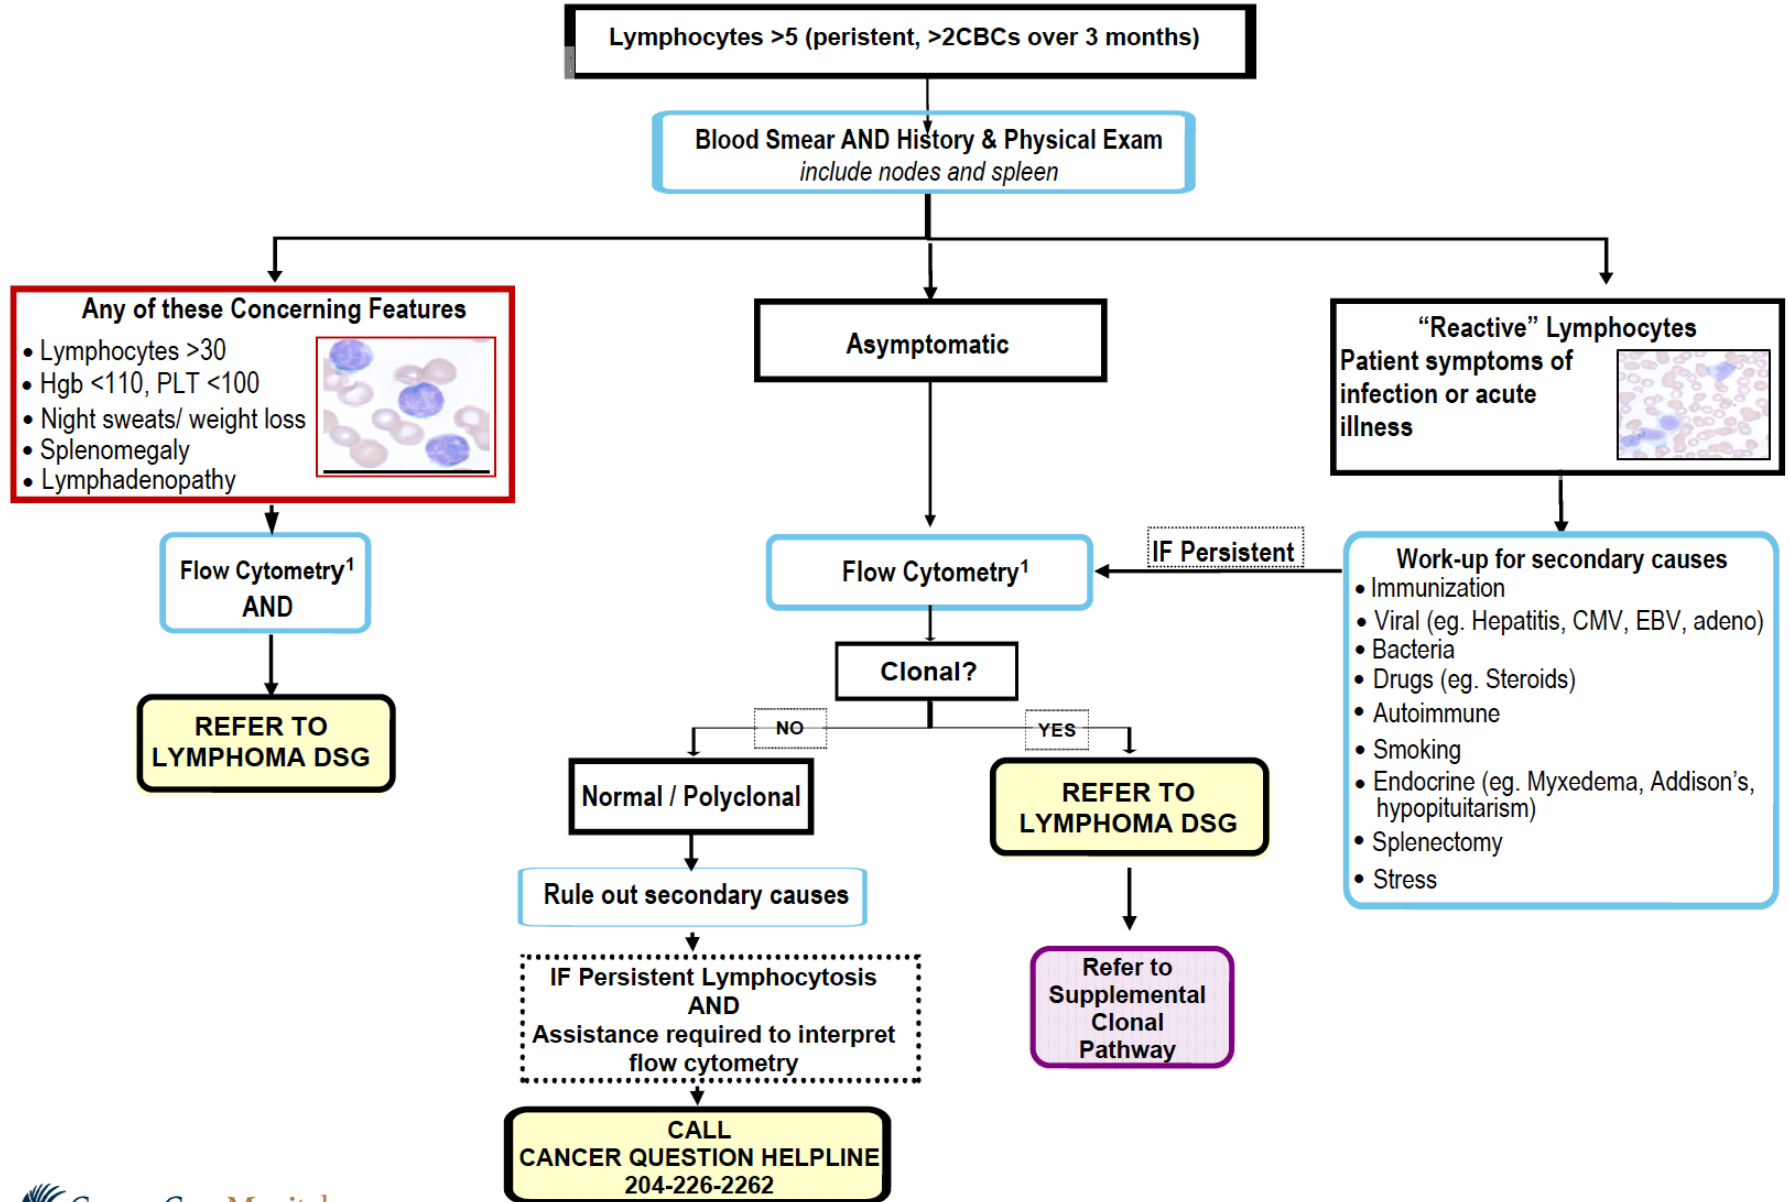 Lymphocytes >5 (peristent, >2CBCs over 3 months)
Blood Smear AND History & Physical Exam
include nodes and spleen
Any of these Concerning Features
• Lymphocytes >30
• Hgb <110, PLT <100
• Night sweats/ weight loss
• Splenomegaly
• Lymphadenopathy
Flow Cytometry¹
AND
REFER TO
LYMPHOMA DSG
Asymptomatic
Flow Cytometry¹
Clonal?
NO
YES
Normal / Polyclonal
Rule out secondary causes
IF Persistent Lymphocytosis
AND
Assistance required to interpret
flow cytometry
CALL
CANCER QUESTION HELPLINE
204-226-2262
REFER TO
LYMPHOMA DSG
Refer to
Supplemental
Clonal
Pathway
“Reactive” Lymphocytes
Patient symptoms of
infection or acute
illness
IF Persistent
Work-up for secondary causes
• Immunization
• Viral (eg. Hepatitis, CMV, EBV, adeno)
• Bacteria
• Drugs (eg. Steroids)
• Autoimmune
• Smoking
• Endocrine (eg. Myxedema, Addison’s,
hypopituitarism)
• Splenectomy
• Stress